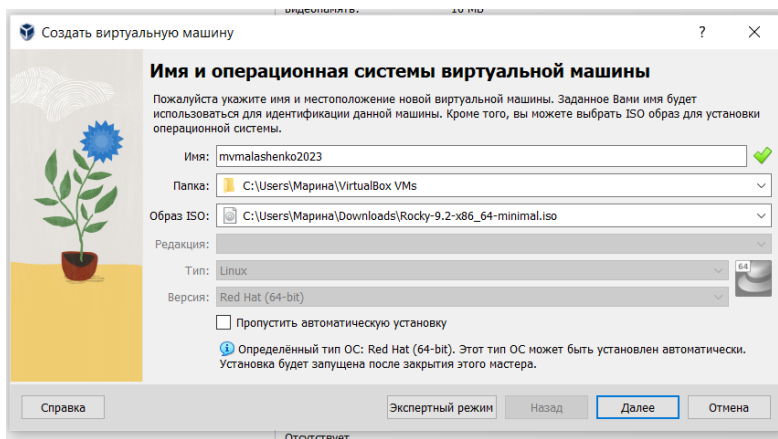 Видеопамять: 16 МБ
Создать виртуальную машину
?
Имя и операционная системы виртуальной машины
Пожалуйста укажите имя и местоположение новой виртуальной машины. Заданное Вами имя будет
использоваться для идентификации данной машины. Кроме того, вы можете выбрать ISO образ для установки
операционной системы.
Имя: mvmalashenko2023
Папка: C:\Users\Марина\VirtualBox VMs
Образ ISO: C:\Users\Марина\Downloads\Rocky-9.2-x86_64-minimal.iso
Редакция:
Тип: Linux
64
Версия: Red Hat (64-bit)
Пропустить автоматическую установку
Определённый тип ОС: Red Hat (64-bit). Этот тип ОС может быть установлен автоматически.
Установка будет запущена после закрытия этого мастера.
Справка Экспертный режим Назад Далее Отмена
Отсутствует